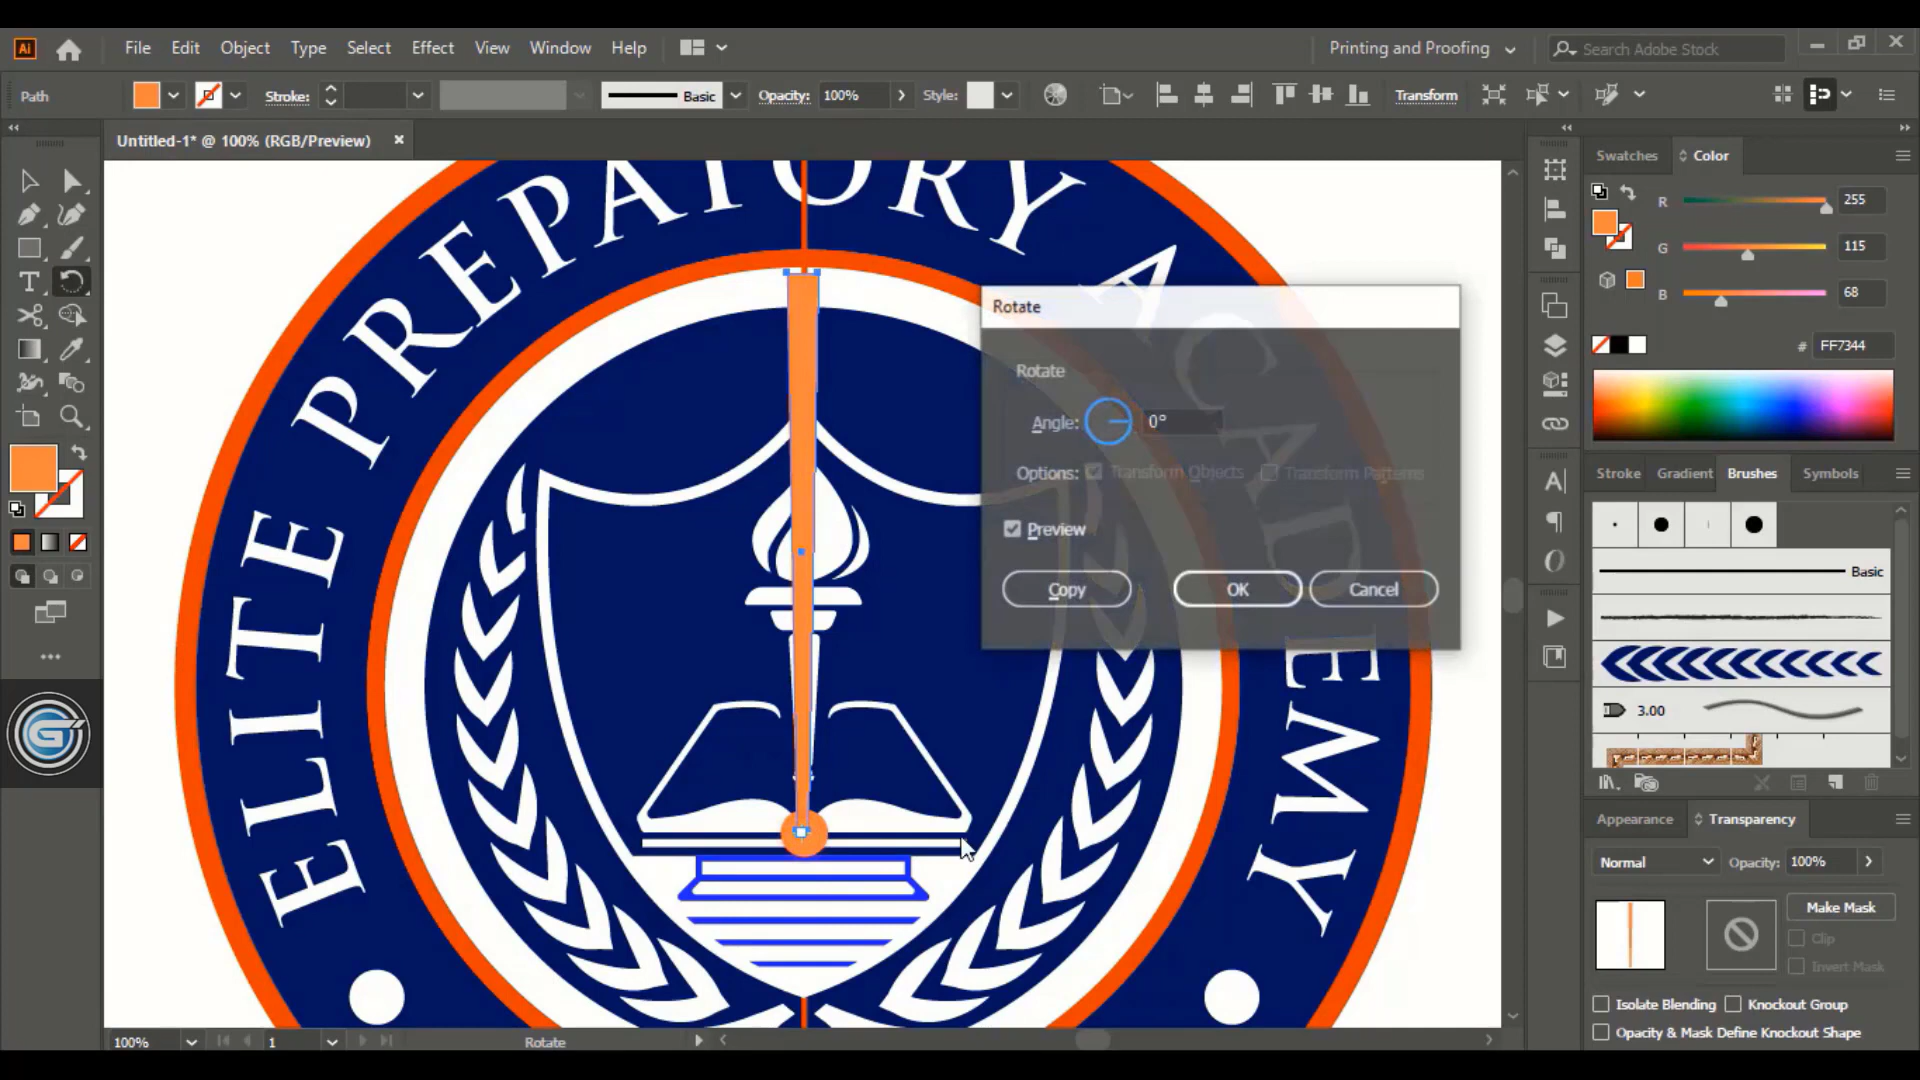 Ai
File Edit Object Type Select Effect View Window Help
Printing and Proofing
Search Adobe Stock
Path
Stroke:
Basic
Opacity: 100%
Style:
Transform
Untitled-1* @ 100% (RGB/Preview)
ELITE PREPATORY ACADEMY
Rotate
Rotate
Angle: 0°
Options: Transform Objects Transform Patterns
Preview
Copy OK Cancel
Swatches Color
R 255
G 115
B 68
# FF7344
Stroke Gradient Brushes Symbols
Basic
3.00
Appearance Transparency
Normal Opacity: 100%
Make Mask
Clip
Invert Mask
Isolate Blending Knockout Group
Opacity & Mask Define Knockout Shape
100% 1 Rotate